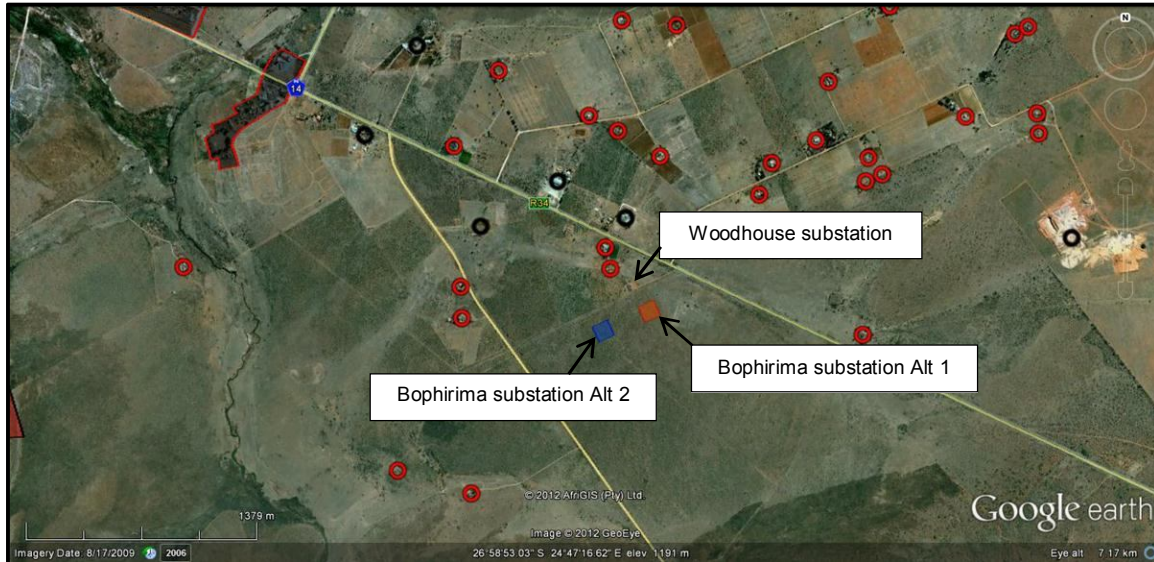 N
14
R34
Woodhouse substation
Bophirima substation Alt 1
Bophirima substation Alt 2
© 2012 AfriGIS (Pty) Ltd.
Image © 2012 GeoEye
Google earth
1379 m
Imagery Date: 8/17/2009 2006 26°58'53.03" S 24°47'16.62" E elev 1191 m Eye alt 7.17 km